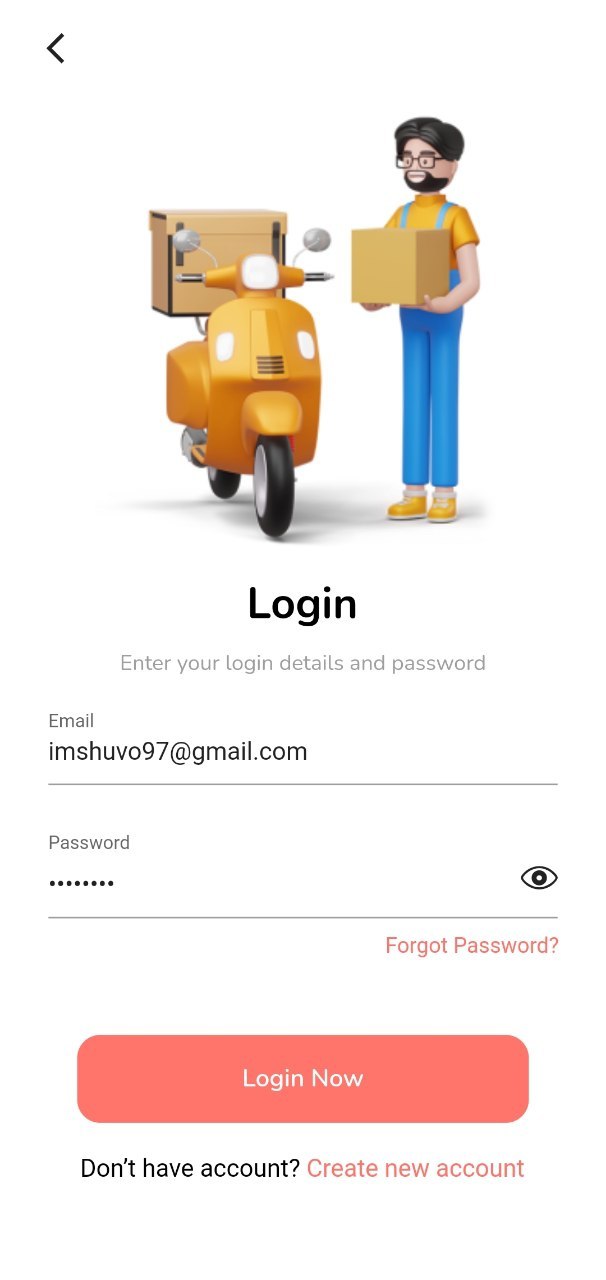 Login
Enter your login details and password
Email
imshuvo97@gmail.com
Password
••••••••
Forgot Password?
Login Now
Don’t have account? Create new account